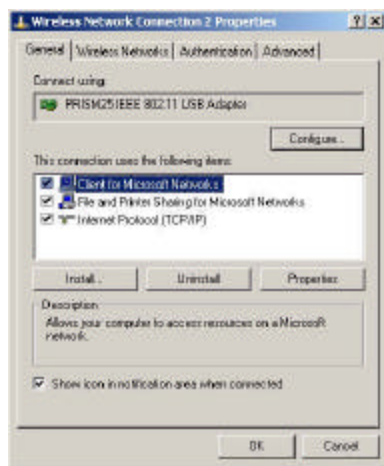 Wireless Network Connection 2 Properties
General Wireless Networks Authentication Advanced
Connect using:
PRISM25 IEEE 802.11 USB Adapter
Configure...
This connection uses the following items:
Client for Microsoft Networks
File and Printer Sharing for Microsoft Networks
Internet Protocol (TCP/IP)
Install... Uninstall Properties
Description
Allows your computer to access resources on a Microsoft
network.
Show icon in notification area when connected
OK Cancel